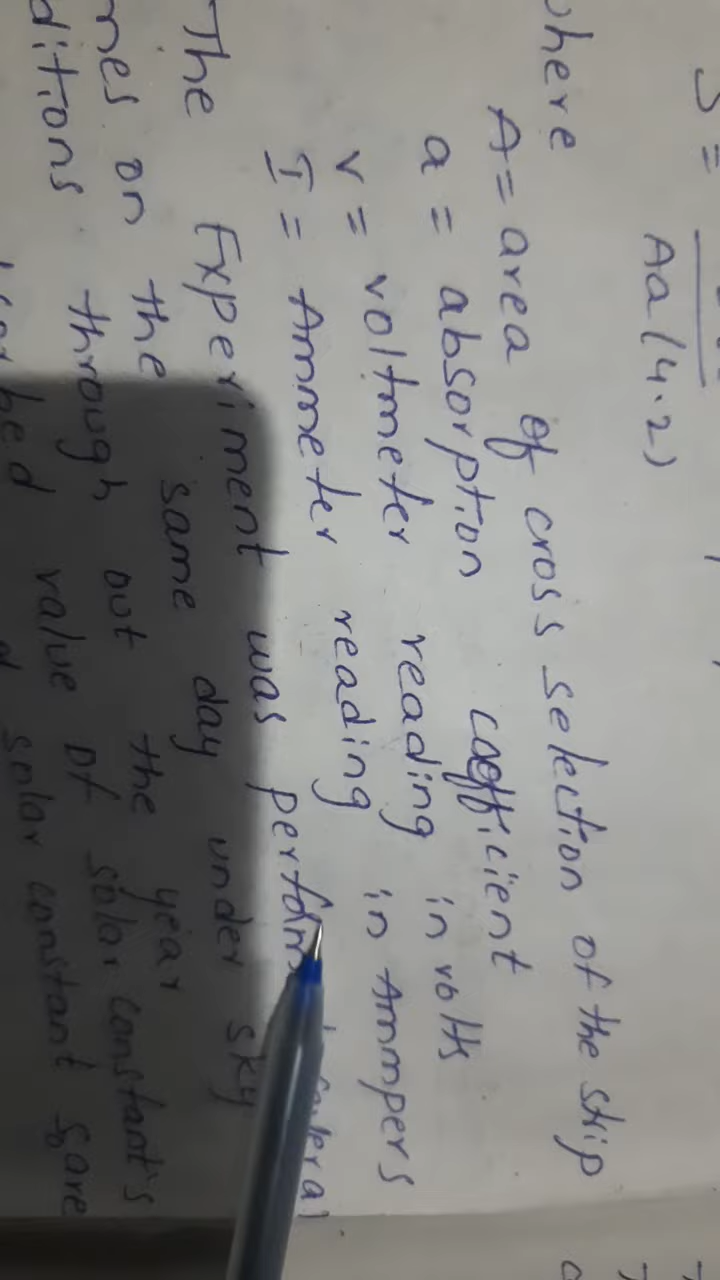 S =
Aa (4.2)
where
A = area of cross selection of the strip
a = absorption coefficient
v = voltmeter reading in volts
I = Ammeter reading in Ammpers
The Experiment was perform
on the same day under sky
through out the year
value of solar constant's
solar constant s are